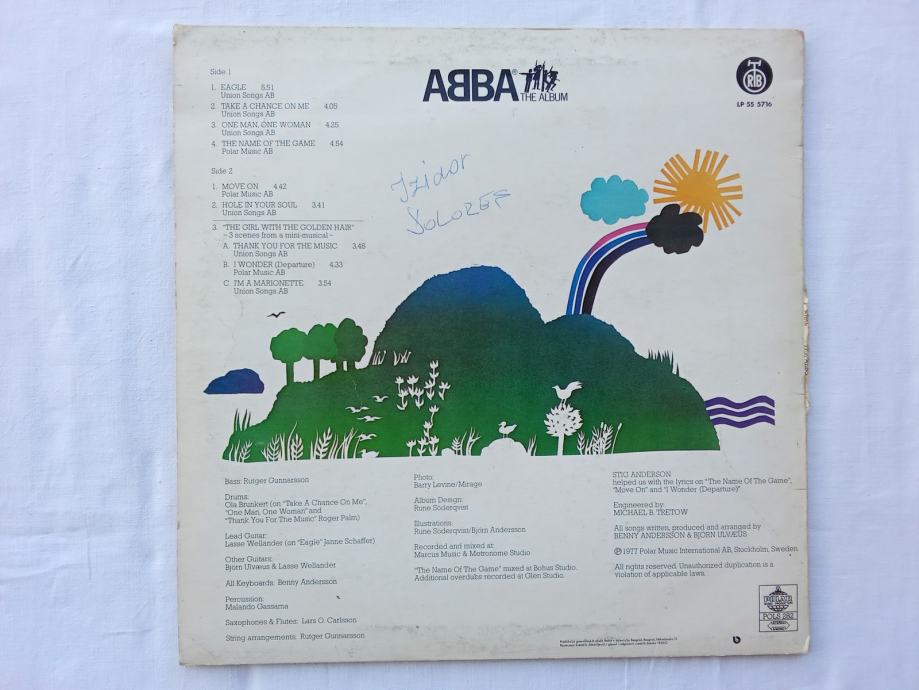 Side 1
1. EAGLE 5.51
Union Songs AB
2. TAKE A CHANCE ON ME 4.05
Union Songs AB
3. ONE MAN, ONE WOMAN 4.25
Union Songs AB
4. THE NAME OF THE GAME 4.54
Polar Music AB
Side 2
1. MOVE ON 4.42
Polar Music AB
2. HOLE IN YOUR SOUL 3.41
Union Songs AB
3. "THE GIRL WITH THE GOLDEN HAIR"
– 3 scenes from a mini-musical –
A. THANK YOU FOR THE MUSIC 3.48
Union Songs AB
B. I WONDER (Departure) 4.33
Polar Music AB
C. I'M A MARIONETTE 3.54
Union Songs AB
ABBA®
THE ALBUM
RTB
LP 55 5716
Izidor
Bass: Rutger Gunnarsson
Drums:
Ola Brunkert (on "Take A Chance On Me",
"One Man, One Woman" and
"Thank You For The Music" Roger Palm)
Lead Guitar:
Lasse Wellander (on "Eagle" Janne Schaffer)
Other Guitars:
Björn Ulvæus & Lasse Wellander
All Keyboards: Benny Andersson
Percussion:
Malando Gassama
Saxophones & Flutes: Lars O. Carlsson
String arrangements: Rutger Gunnarsson
Photo:
Barry Levine/Mirage
Album Design:
Rune Söderqvist
Illustrations:
Rune Söderqvist/Björn Andersson
Recorded and mixed at:
Marcus Music & Metronome Studio
"The Name Of The Game" mixed at Bohus Studio.
Additional overdubs recorded at Glen Studio.
STIG ANDERSON
helped us with the lyrics on "The Name Of The Game",
"Move On" and "I Wonder (Departure)"
Engineered by:
MICHAEL B. TRETOW
All songs written, produced and arranged by
BENNY ANDERSSON & BJÖRN ULVÆUS
℗ 1977 Polar Music International AB, Stockholm, Sweden
All rights reserved. Unauthorized duplication is a
violation of applicable laws.
POLAR
POLS 282
STEREO